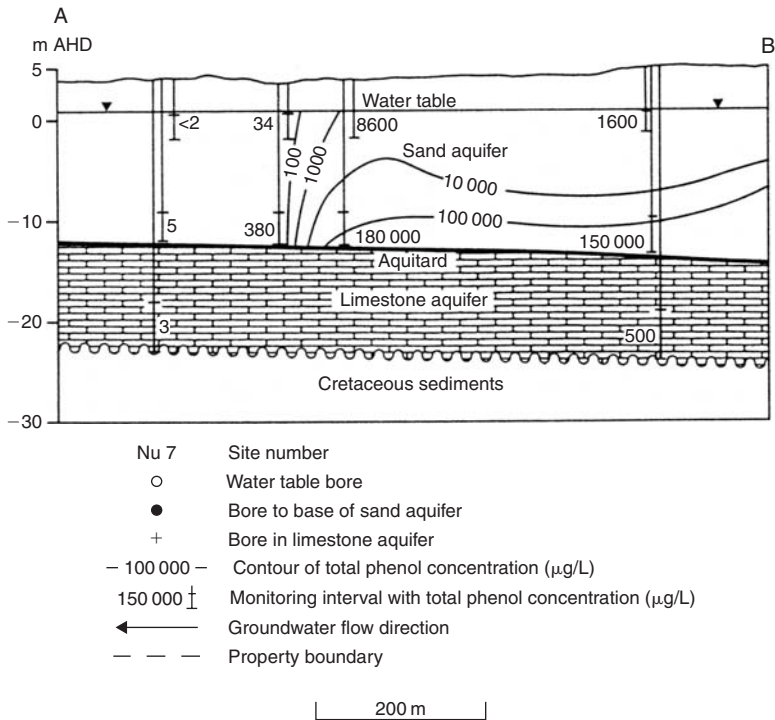 A
m AHD
B
5
Water table
0
<2
34
8600
1600
100
1000
Sand aquifer
10 000
100 000
−10
5
380
180 000
150 000
Aquitard
Limestone aquifer
−20
3
500
Cretaceous sediments
−30
Nu 7 Site number
Water table bore
Bore to base of sand aquifer
Bore in limestone aquifer
– 100 000 – Contour of total phenol concentration (μg/L)
150 000 Monitoring interval with total phenol concentration (μg/L)
Groundwater flow direction
Property boundary
200 m